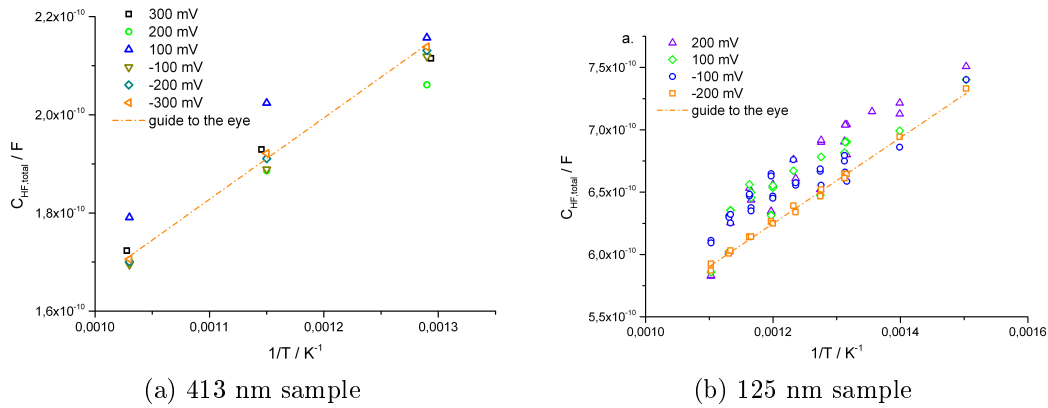 300 mV
200 mV
100 mV
-100 mV
-200 mV
-300 mV
guide to the eye
2,2x10⁻¹⁰
2,0x10⁻¹⁰
1,8x10⁻¹⁰
1,6x10⁻¹⁰
C_HF,total / F
0,0010 0,0011 0,0012 0,0013
1/T / K⁻¹
(a) 413 nm sample
a.
200 mV
100 mV
-100 mV
-200 mV
guide to the eye
7,5x10⁻¹⁰
7,0x10⁻¹⁰
6,5x10⁻¹⁰
6,0x10⁻¹⁰
5,5x10⁻¹⁰
C_HF,total / F
0,0010 0,0012 0,0014 0,0016
1/T / K⁻¹
(b) 125 nm sample